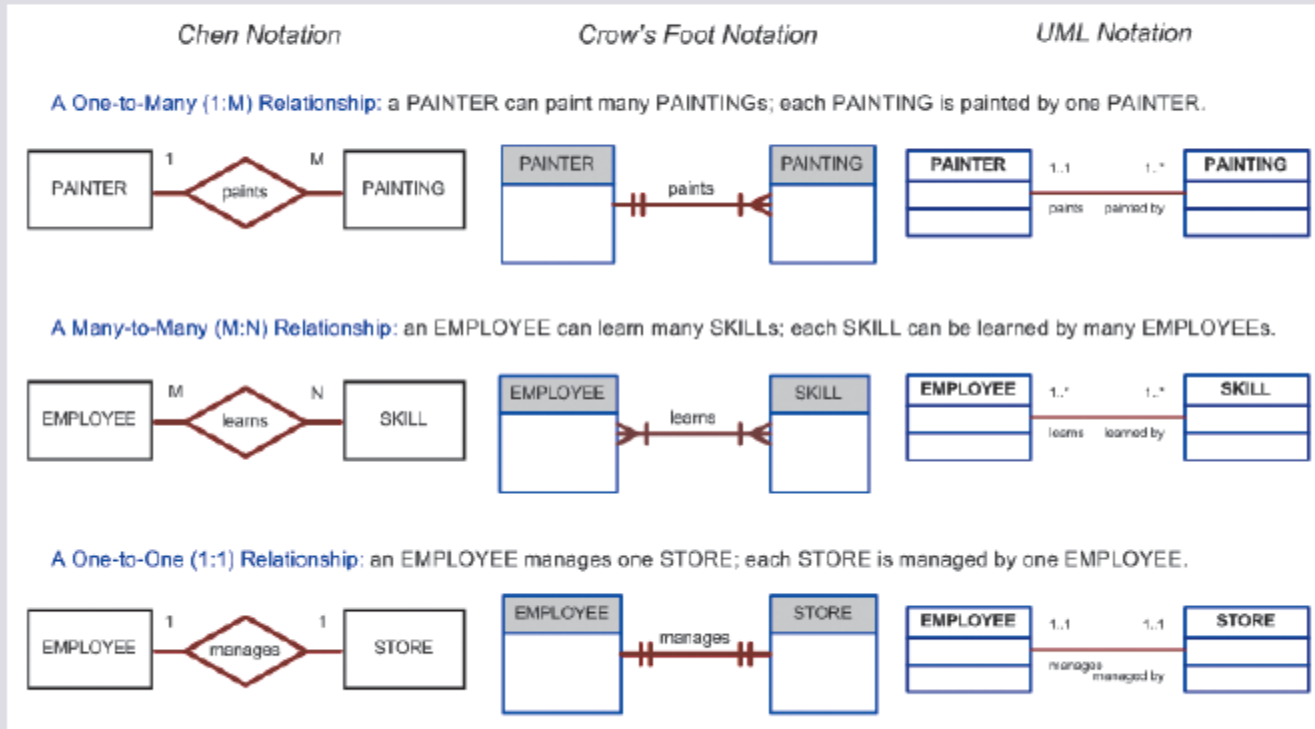 Chen Notation Crow's Foot Notation UML Notation
A One-to-Many (1:M) Relationship: a PAINTER can paint many PAINTINGs; each PAINTING is painted by one PAINTER.
PAINTER 1 paints M PAINTING
PAINTER paints PAINTING
PAINTER 1..1 1..* PAINTING
paints painted by
A Many-to-Many (M:N) Relationship: an EMPLOYEE can learn many SKILLs; each SKILL can be learned by many EMPLOYEEs.
EMPLOYEE M learns N SKILL
EMPLOYEE learns SKILL
EMPLOYEE 1..* 1..* SKILL
learns learned by
A One-to-One (1:1) Relationship: an EMPLOYEE manages one STORE; each STORE is managed by one EMPLOYEE.
EMPLOYEE 1 manages 1 STORE
EMPLOYEE manages STORE
EMPLOYEE 1..1 1..1 STORE
manages managed by